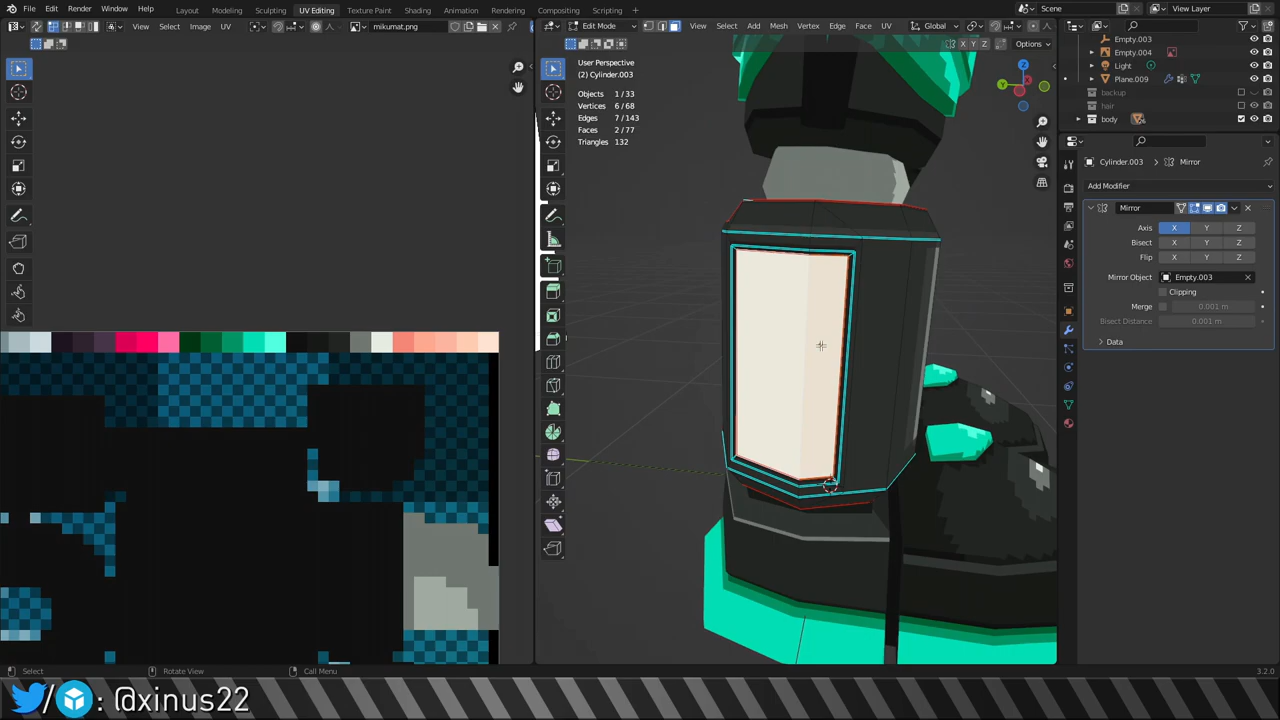 File Edit Render Window Help Layout Modeling Sculpting UV Editing Texture Paint Shading Animation Rendering Compositing Geometry Nodes Scripting + Scene View Layer
View Select Image UV mikumat.png Edit Mode View Select Add Mesh Vertex Edge Face UV Global
X Y Z Options
User Perspective
(2) Cylinder.003
Objects 1/33
Vertices 6/68
Edges 7/143
Faces 2/77
Triangles 132
Z
Y
Empty.003
Empty.004
Light
Plane.009
backup
hair
body
Cylinder.003 Mirror
Add Modifier
Mirror
Axis X Y Z
Bisect X Y Z
Flip X Y Z
Mirror Object Empty.003
Clipping
Merge 0.001 m
Bisect Distance 0.001 m
Data
Select Rotate View Call Menu 3.2.0
/ : @xinus22